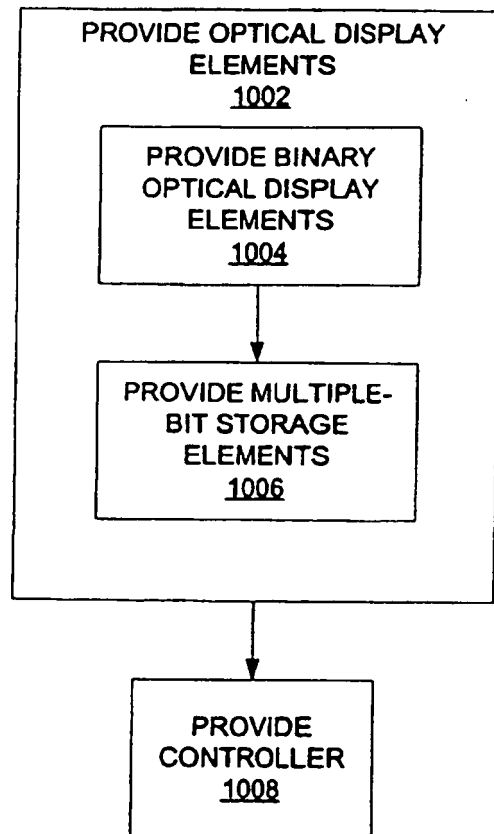 PROVIDE OPTICAL DISPLAY
ELEMENTS
1002
PROVIDE BINARY
OPTICAL DISPLAY
ELEMENTS
1004
PROVIDE MULTIPLE-
BIT STORAGE
ELEMENTS
1006
PROVIDE
CONTROLLER
1008